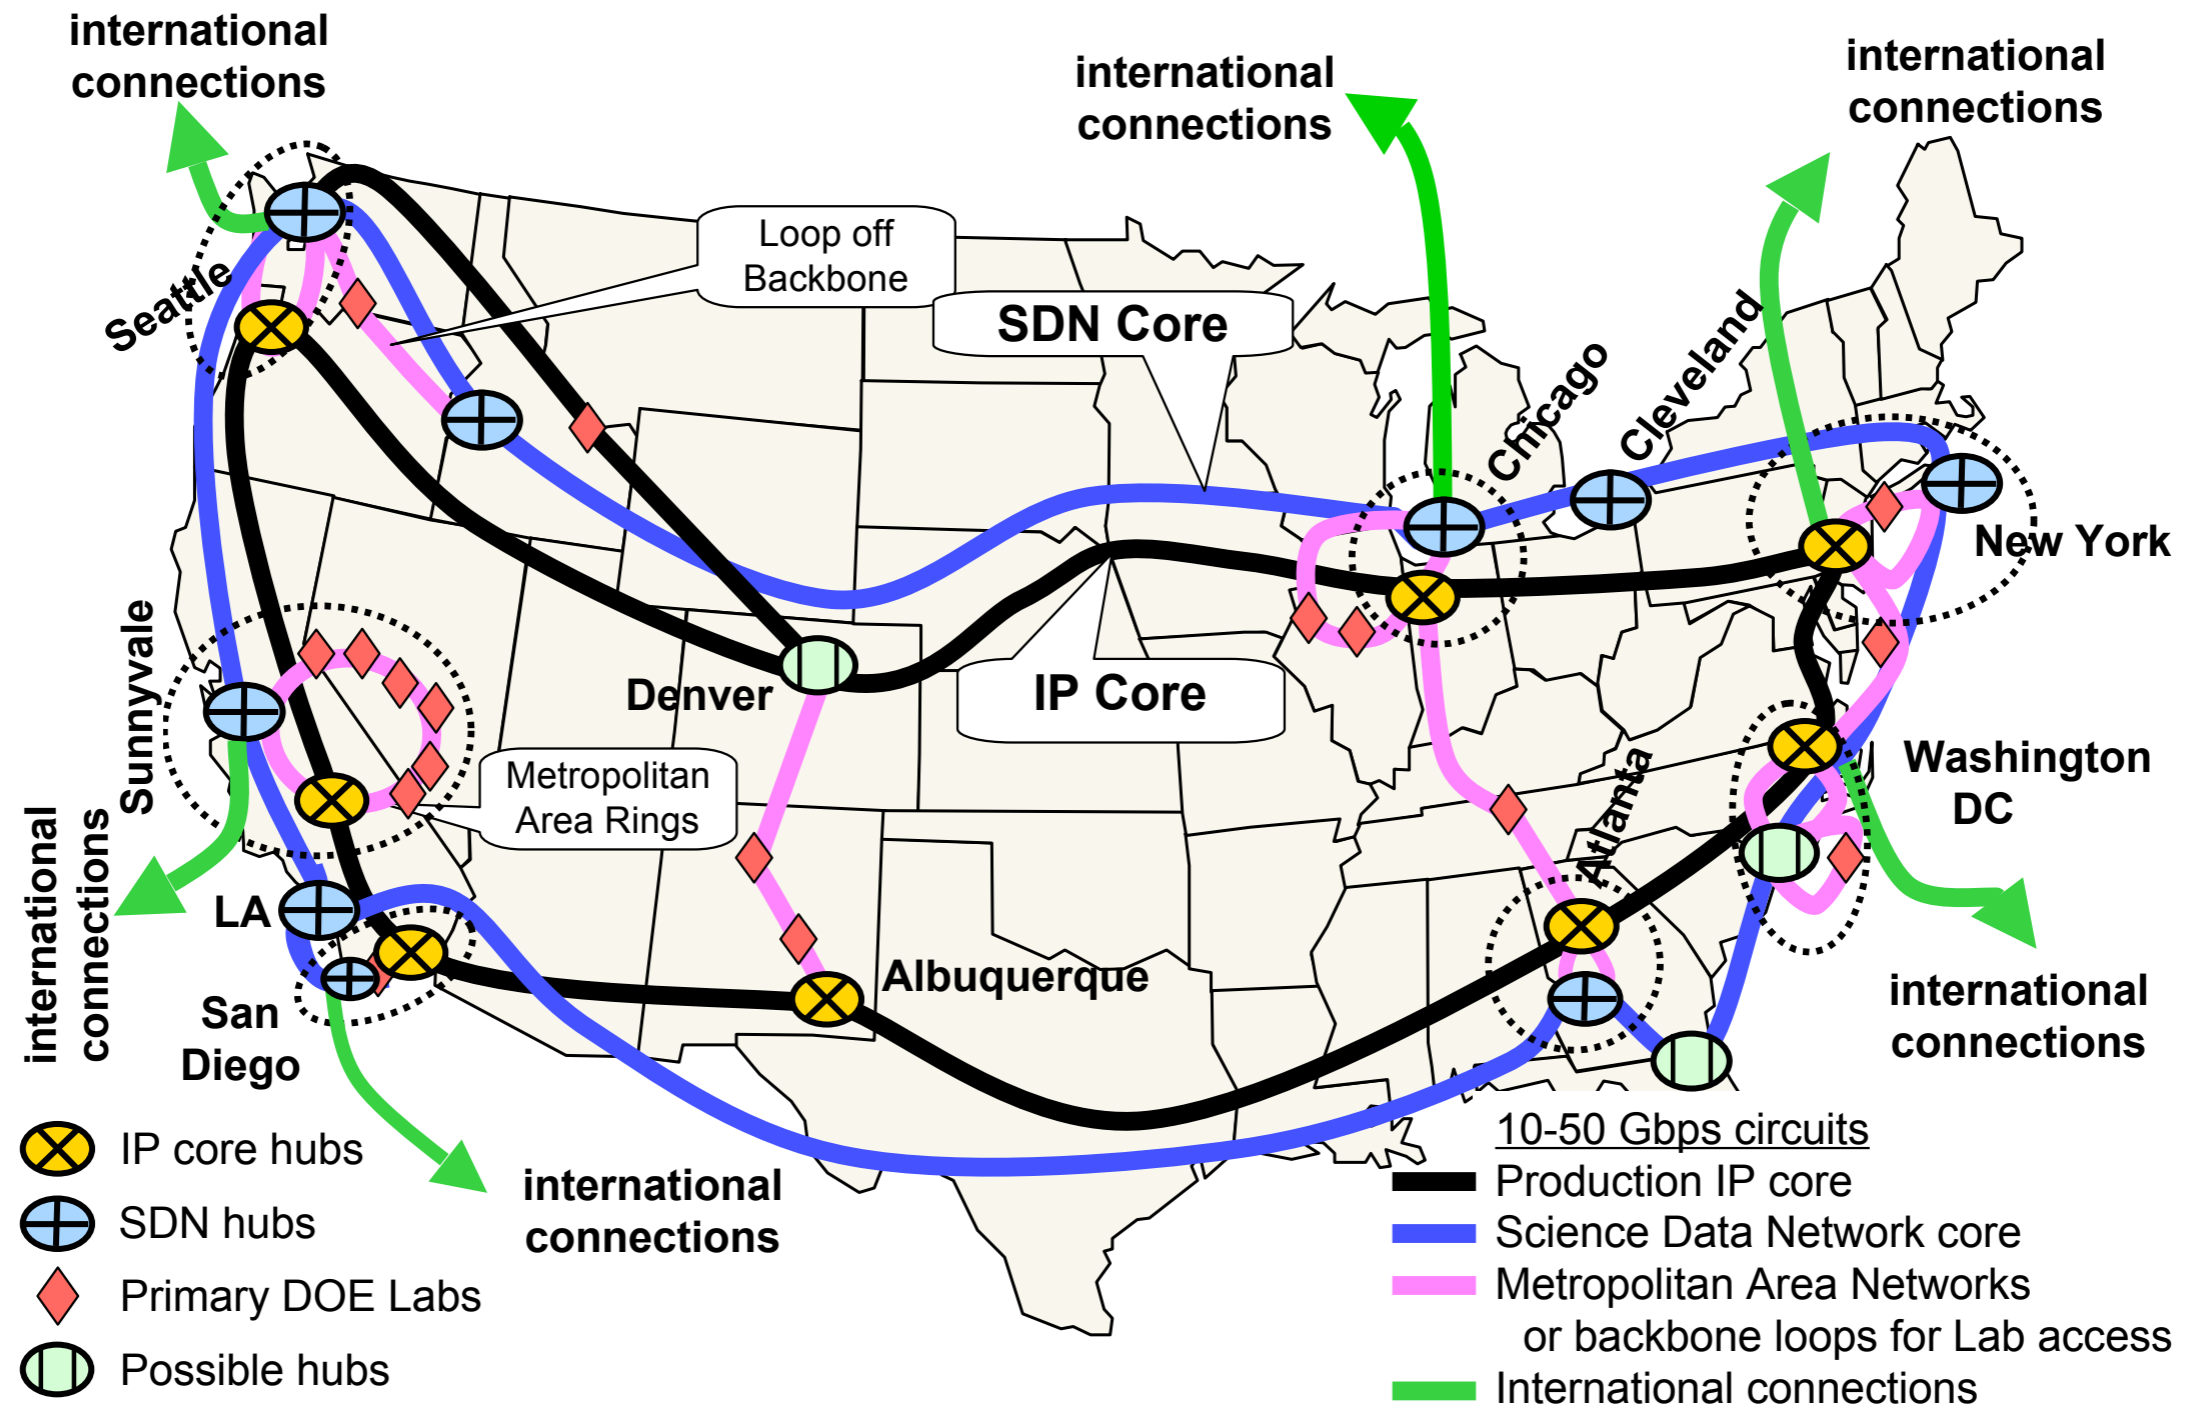 international
connections
international
connections
international
connections
Loop off
Backbone
SDN Core
Seattle
Chicago
Cleveland
New York
Sunnyvale
Denver
IP Core
Metropolitan
Area Rings
Atlanta
Washington
DC
international
connections
LA
Albuquerque
San
Diego
international
connections
international
connections
IP core hubs
SDN hubs
Primary DOE Labs
Possible hubs
10-50 Gbps circuits
Production IP core
Science Data Network core
Metropolitan Area Networks
or backbone loops for Lab access
International connections